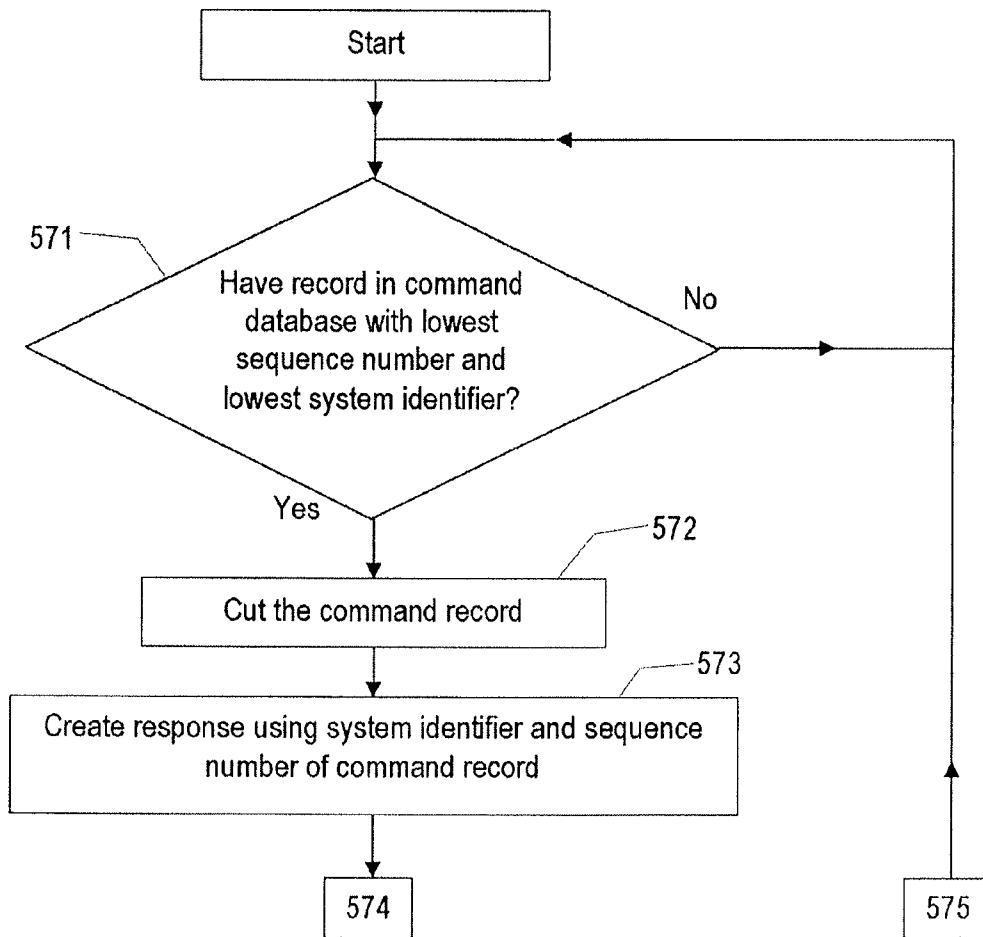 Start
571
Have record in command
database with lowest
sequence number and
lowest system identifier?
No
Yes
572
Cut the command record
573
Create response using system identifier and sequence
number of command record
574
575